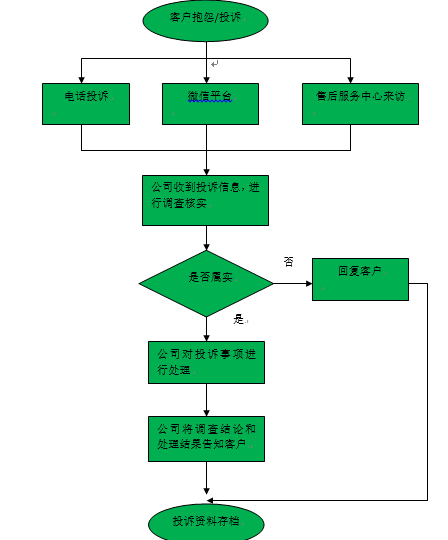 客户抱怨/投诉
电话投诉
微信平台
售后服务中心来访
公司收到投诉信息，进
行调查核实
是否属实
否
回复客户
是
公司对投诉事项进
行处理
公司将调查结论和
处理结果告知客户
投诉资料存档